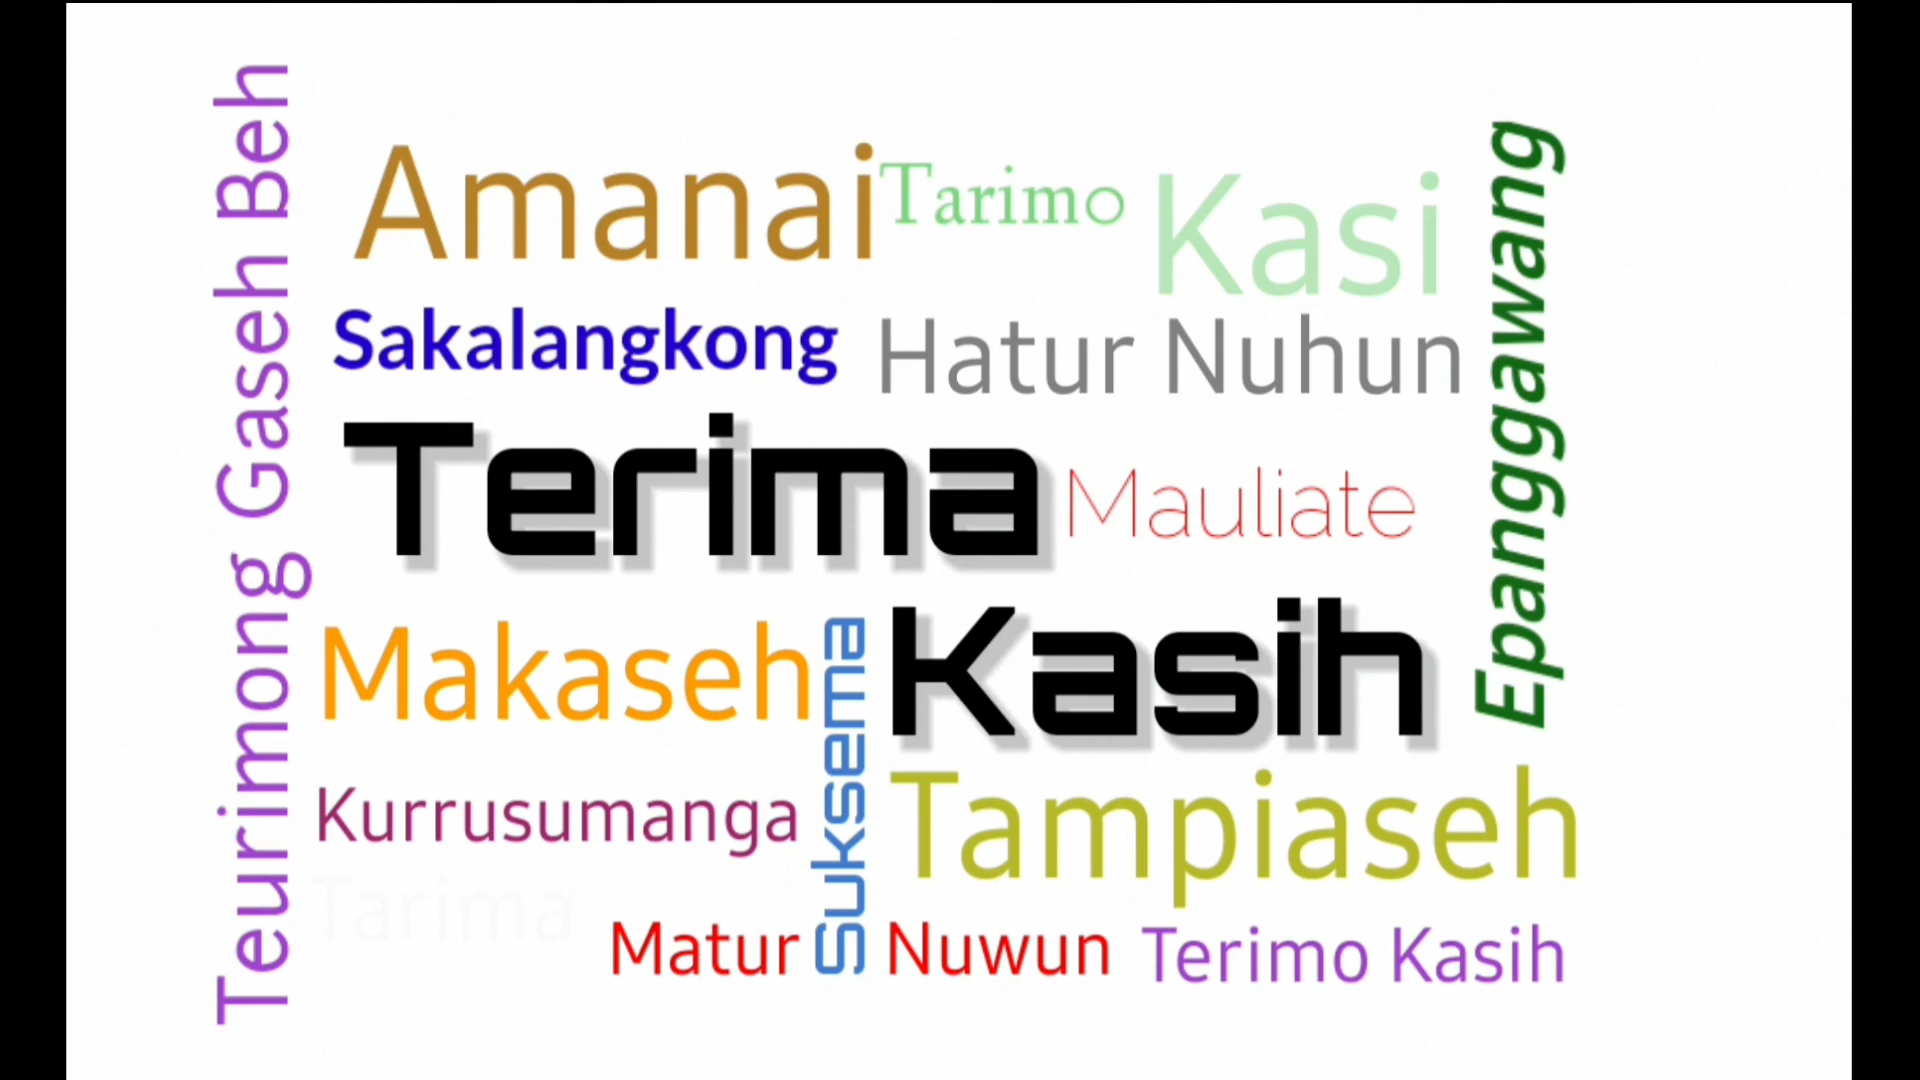 Teurimong Gaseh Beh
Amanai
Tarimo
Kasi
Epanggawang
Sakalangkong
Hatur Nuhun
Terima
Mauliate
Makaseh
Suksema
Kasih
Kurrusumanga
Tampiaseh
Tarima
Matur Nuwun
Terimo Kasih